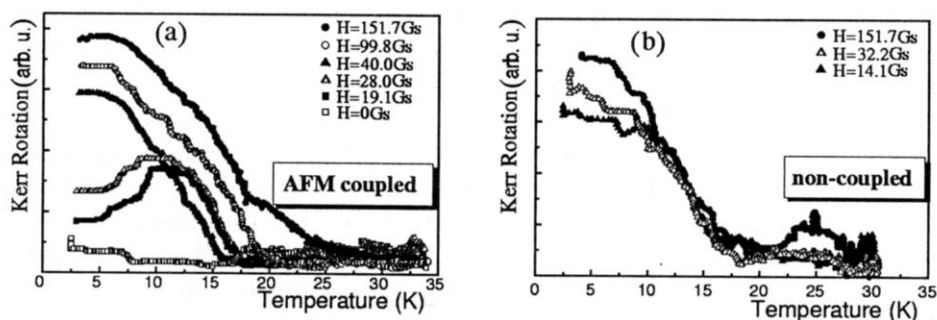 (a)
H=151.7Gs
H=99.8Gs
H=40.0Gs
H=28.0Gs
H=19.1Gs
H=0Gs
AFM coupled
Kerr Rotation (arb. u.)
0 5 10 15 20 25 30 35
Temperature (K)
(b)
H=151.7Gs
H=32.2Gs
H=14.1Gs
non-coupled
Kerr Rotation (arb. u.)
0 5 10 15 20 25 30 35
Temperature (K)